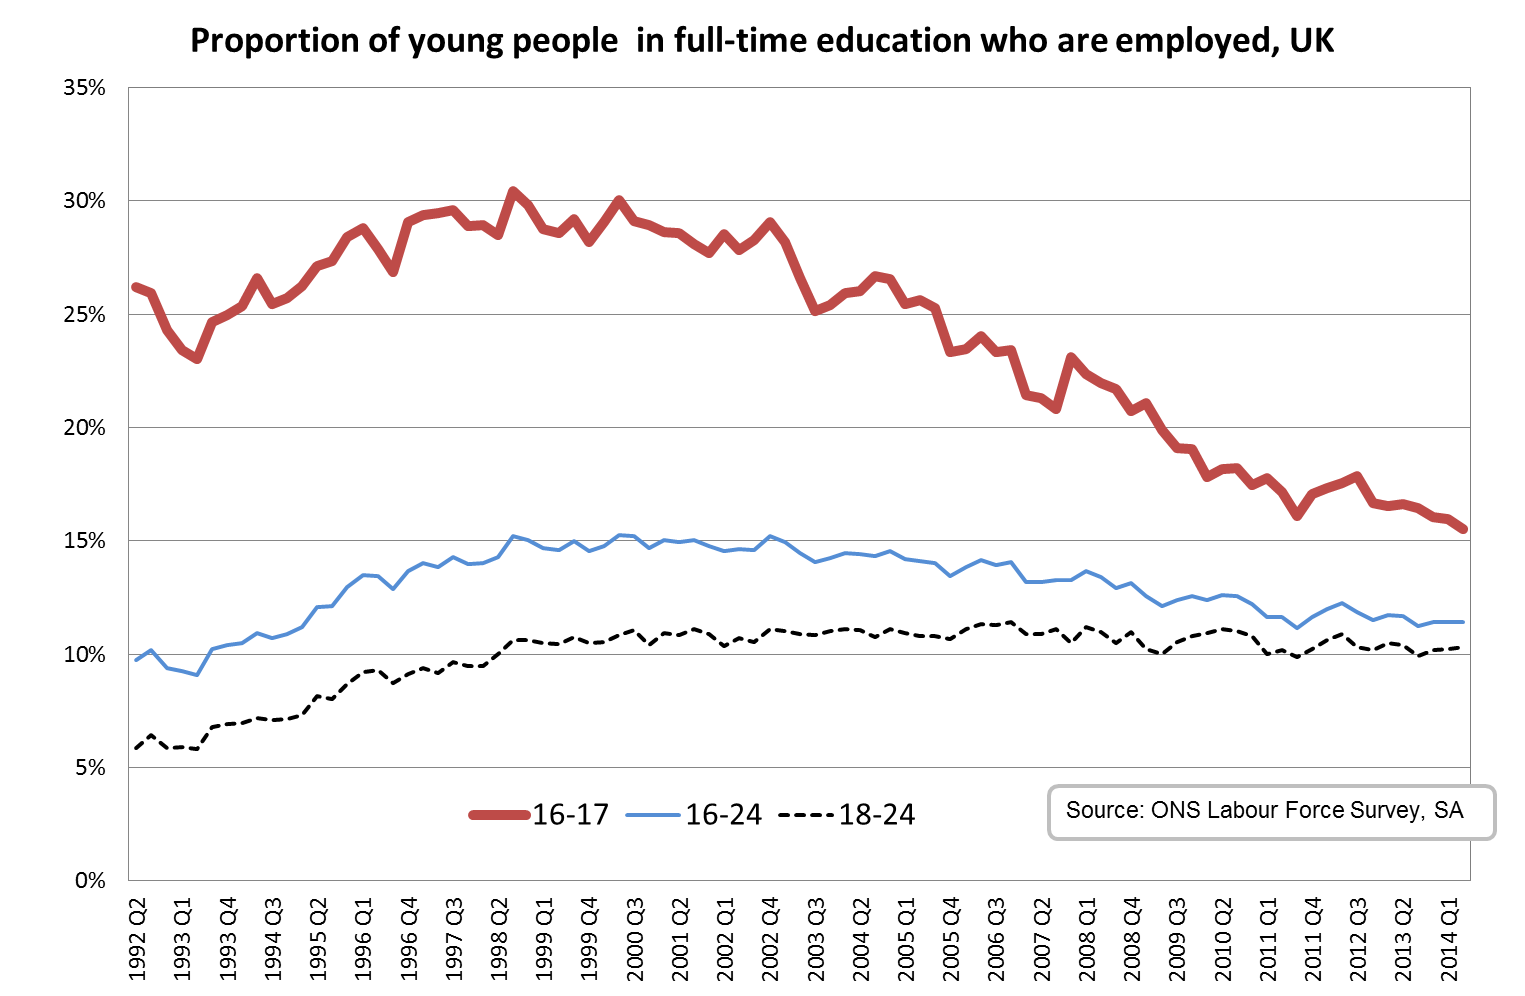 Proportion of young people  in full-time education who are employed, UK
35%
30%
25%
20%
15%
10%
5%
0%
16-17
16-24
18-24
Source: ONS Labour Force Survey, SA
1992 Q2
1993 Q1
1993 Q4
1994 Q3
1995 Q2
1996 Q1
1996 Q4
1997 Q3
1998 Q2
1999 Q1
1999 Q4
2000 Q3
2001 Q2
2002 Q1
2002 Q4
2003 Q3
2004 Q2
2005 Q1
2005 Q4
2006 Q3
2007 Q2
2008 Q1
2008 Q4
2009 Q3
2010 Q2
2011 Q1
2011 Q4
2012 Q3
2013 Q2
2014 Q1